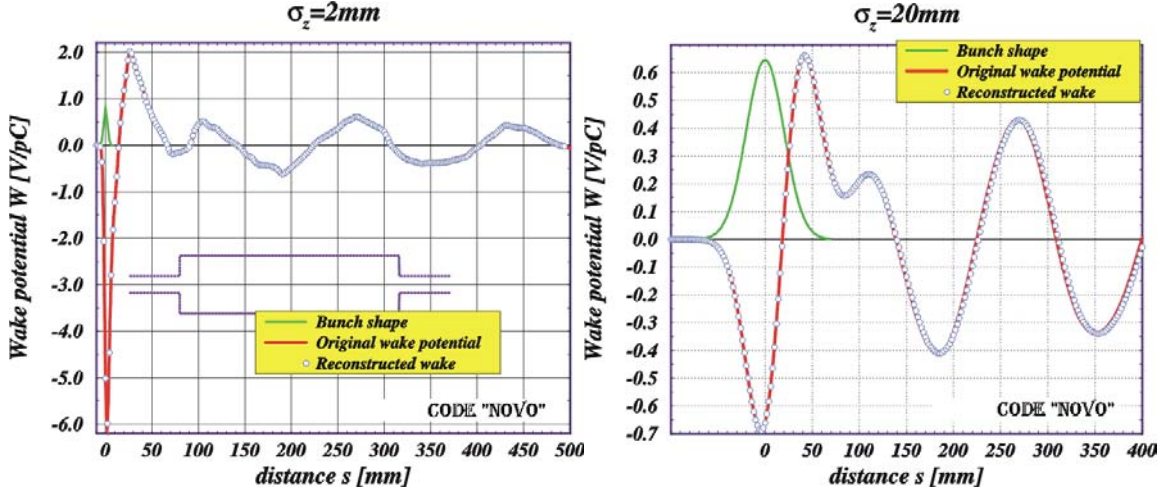 σz=2mm
Wake potential W [V/pC]
2.0
1.0
0.0
-1.0
-2.0
-3.0
-4.0
-5.0
-6.0
Bunch shape
Original wake potential
Reconstructed wake
CODE "NOVO"
0 50 100 150 200 250 300 350 400 450 500
distance s [mm]
σz=20mm
Wake potential W [V/pC]
Bunch shape
Original wake potential
Reconstructed wake
0.6
0.5
0.4
0.3
0.2
0.1
0.0
-0.1
-0.2
-0.3
-0.4
-0.5
-0.6
-0.7
CODE "NOVO"
0 50 100 150 200 250 300 350 400
distance s [mm]